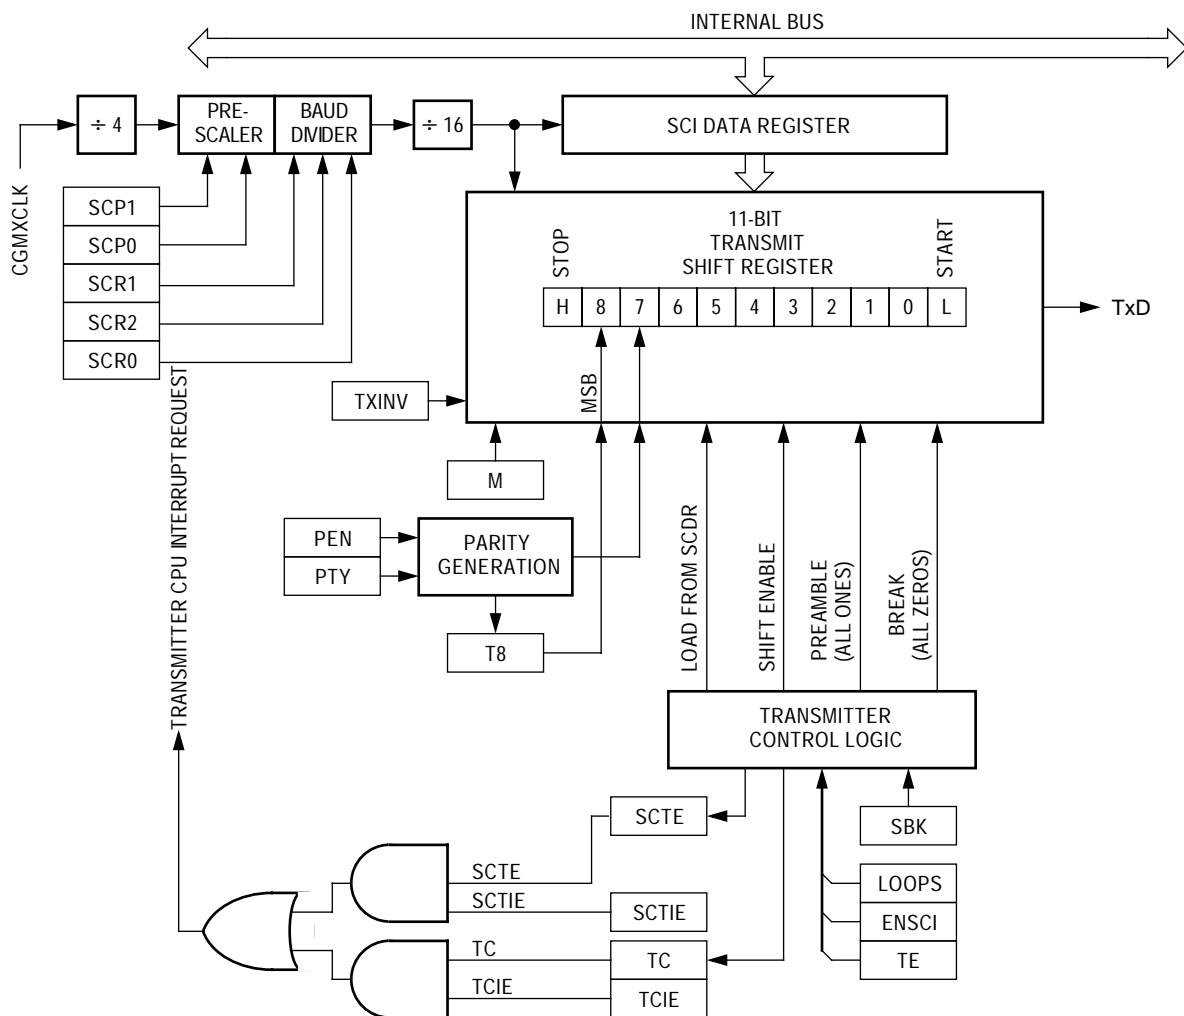 INTERNAL BUS
÷ 4
PRE-
SCALER
BAUD
DIVIDER
÷ 16
SCI DATA REGISTER
CGMXCLK
SCP1
SCP0
SCR1
SCR2
SCR0
11-BIT
TRANSMIT
SHIFT REGISTER
STOP
START
H 8 7 6 5 4 3 2 1 0 L
TxD
TXINV
MSB
M
PEN
PTY
PARITY
GENERATION
T8
TRANSMITTER CPU INTERRUPT REQUEST
LOAD FROM SCDR
SHIFT ENABLE
PREAMBLE
(ALL ONES)
BREAK
(ALL ZEROS)
TRANSMITTER
CONTROL LOGIC
SCTE
SBK
SCTE
SCTIE
SCTIE
LOOPS
ENSCI
TE
TC
TC
TCIE
TCIE